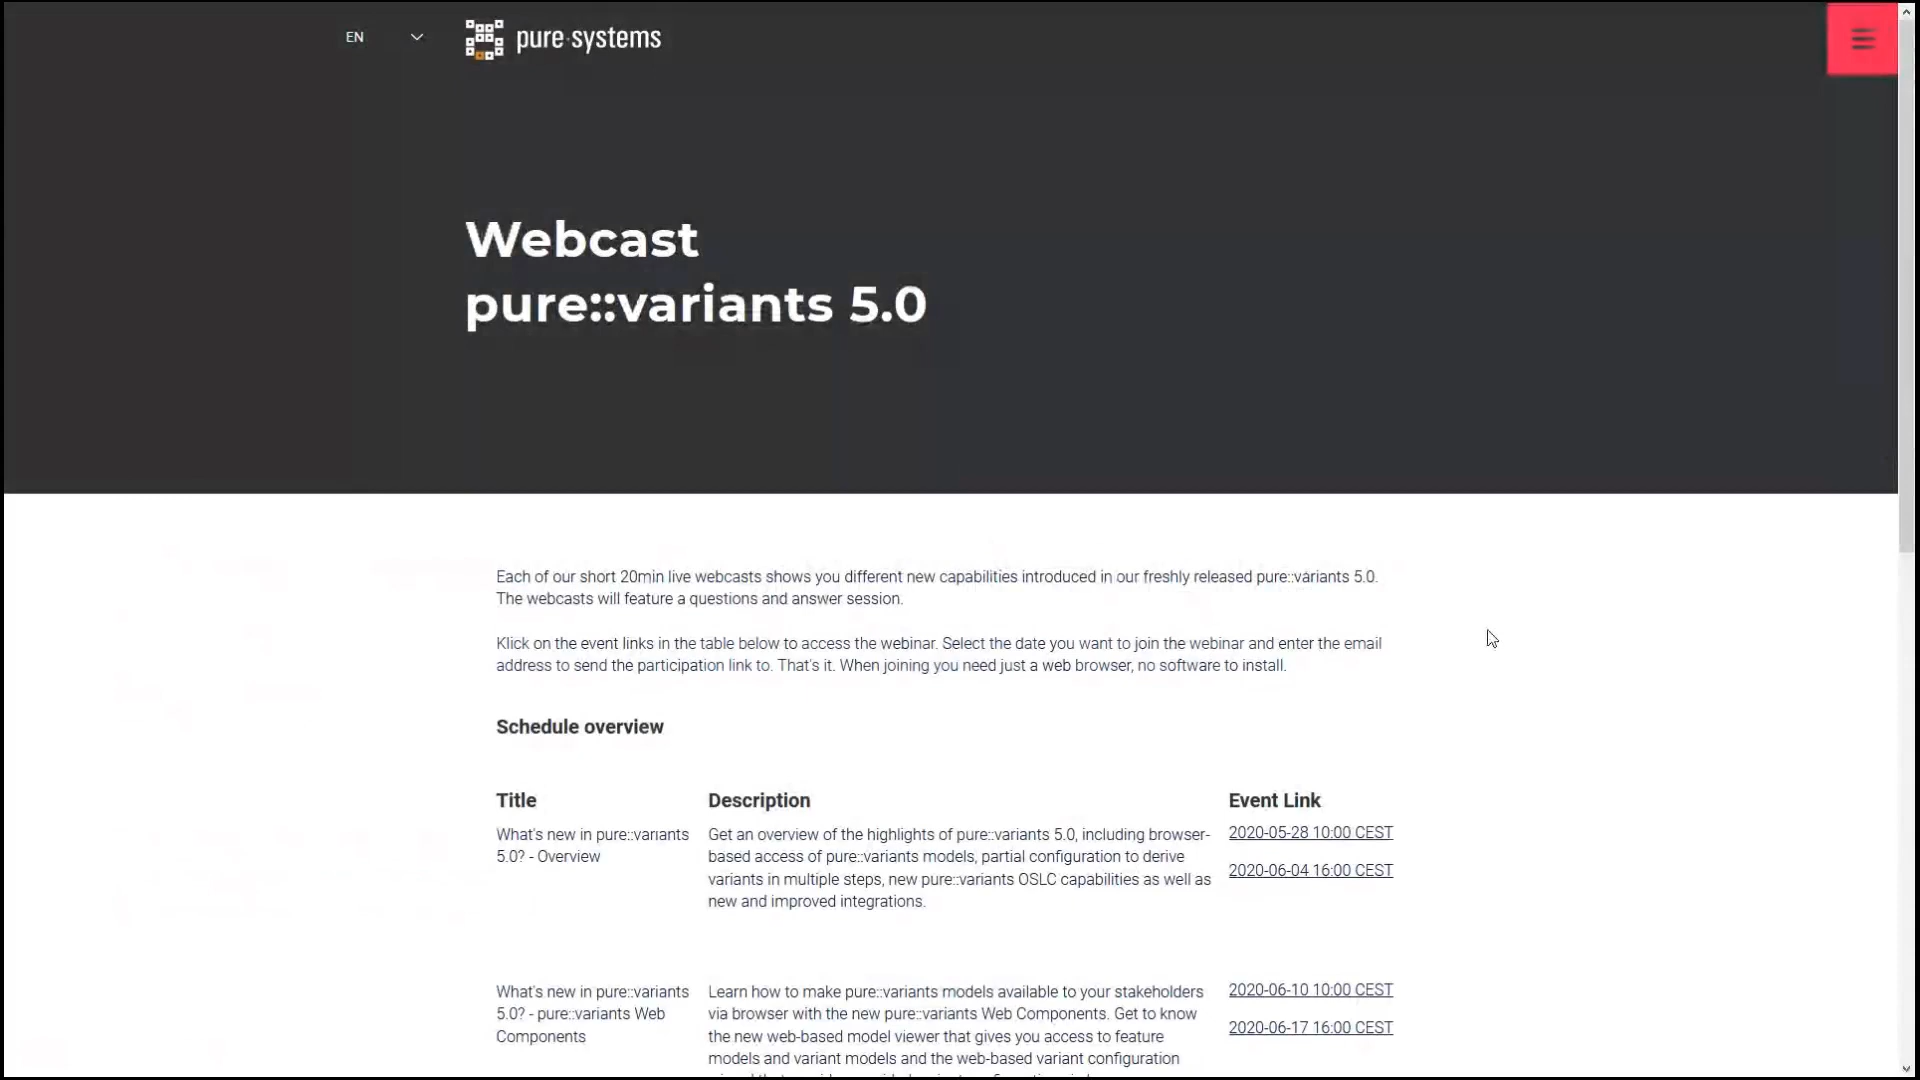 EN
pure systems
Webcast
pure::variants 5.0
Each of our short 20min live webcasts shows you different new capabilities introduced in our freshly released pure::variants 5.0.
The webcasts will feature a questions and answer session.
Klick on the event links in the table below to access the webinar. Select the date you want to join the webinar and enter the email
address to send the participation link to. That's it. When joining you need just a web browser, no software to install.
Schedule overview
Title
Description
Event Link
What's new in pure::variants
5.0? - Overview
Get an overview of the highlights of pure::variants 5.0, including browser-
based access of pure::variants models, partial configuration to derive
variants in multiple steps, new pure::variants OSLC capabilities as well as
new and improved integrations.
2020-05-28 10:00 CEST
2020-06-04 16:00 CEST
What's new in pure::variants
5.0? - pure::variants Web
Components
Learn how to make pure::variants models available to your stakeholders
via browser with the new pure::variants Web Components. Get to know
the new web-based model viewer that gives you access to feature
models and variant models and the web-based variant configuration
2020-06-10 10:00 CEST
2020-06-17 16:00 CEST